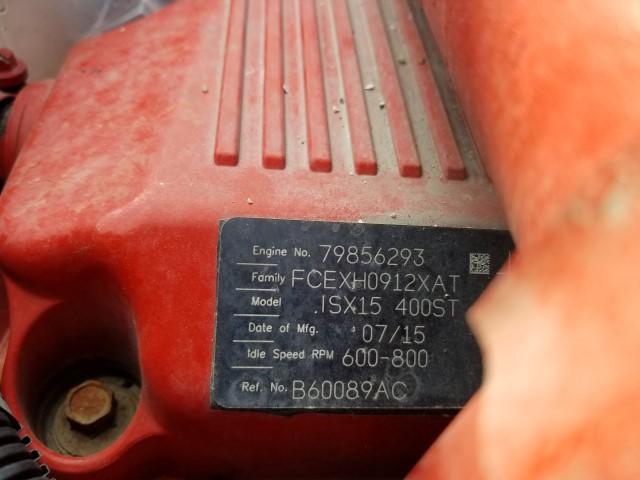 Engine No. 79856293
Family FCEXH0912XAT
Model ISX15 400ST
Date of Mfg. 07/15
Idle Speed RPM 600-800
Ref. No. B60089AC